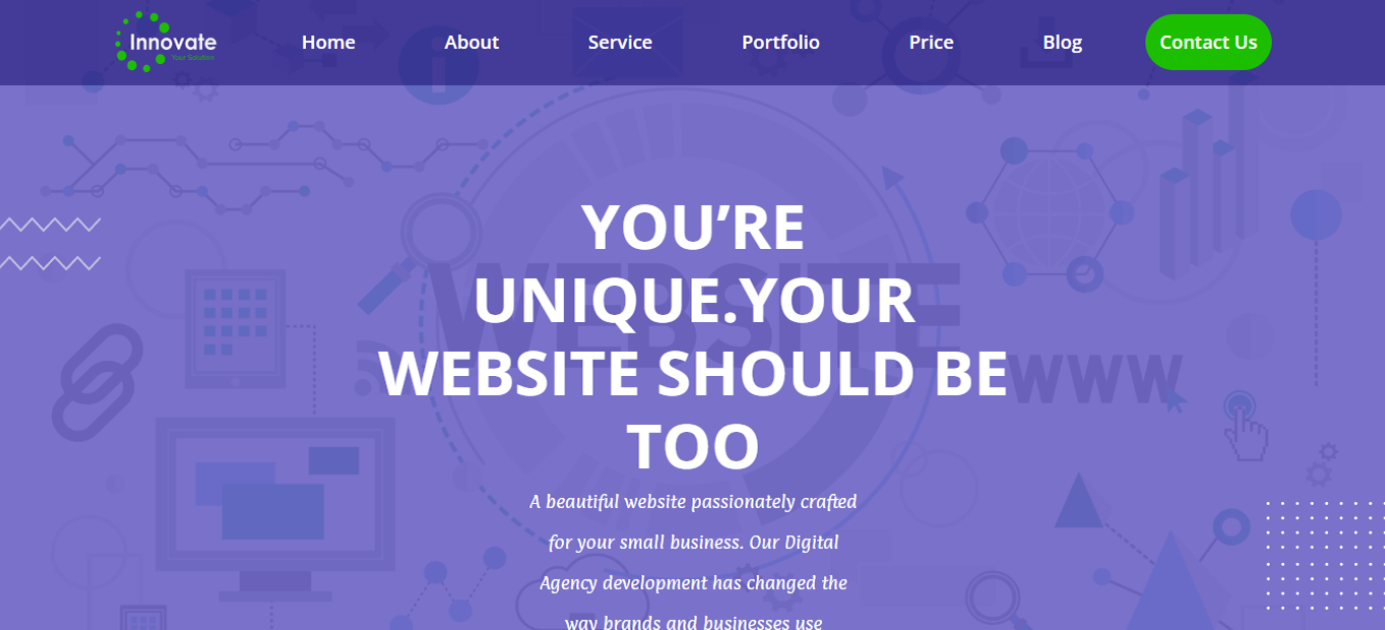 Innovate
Your Solution
Home About Service Portfolio Price Blog Contact Us
YOU’RE
UNIQUE.YOUR
WEBSITE SHOULD BE
TOO
WEBSITE
WWW
A beautiful website passionately crafted
for your small business. Our Digital
Agency development has changed the
way brands and businesses use